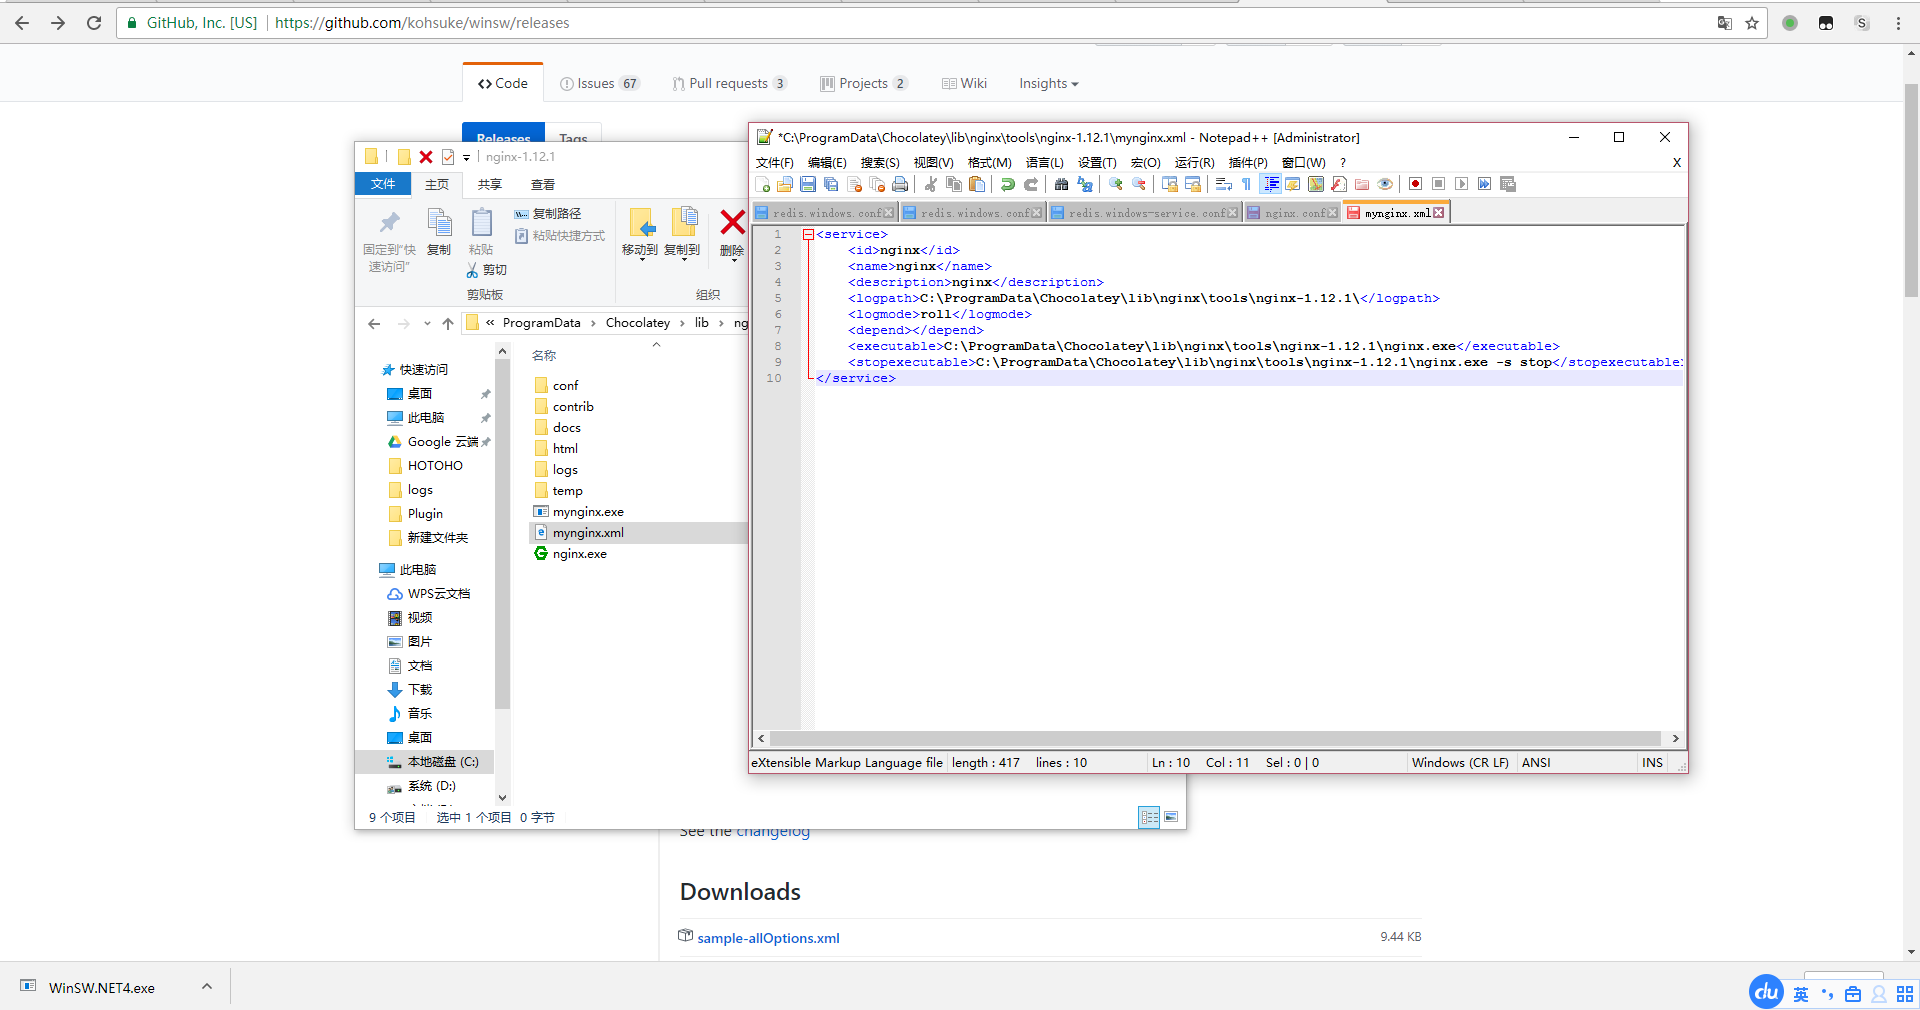 GitHub, Inc. [US] https://github.com/kohsuke/winsw/releases
S
Code Issues 67 Pull requests 3 Projects 2 Wiki Insights
Releases Tags
nginx-1.12.1
文件 主页 共享 查看
固定到“快速访问”
复制
粘贴
复制路径
粘贴快捷方式
剪切
剪贴板
移动到 复制到 删除
组织
« ProgramData Chocolatey lib ng
快速访问
桌面
此电脑
Google 云端
HOTOHO
logs
Plugin
新建文件夹
此电脑
WPS云文档
视频
图片
文档
下载
音乐
桌面
本地磁盘 (C:)
系统 (D:)
名称
conf
contrib
docs
html
logs
temp
mynginx.exe
mynginx.xml
nginx.exe
9 个项目 选中 1 个项目 0 字节
*C:\ProgramData\Chocolatey\lib\nginx\tools\nginx-1.12.1\mynginx.xml - Notepad++ [Administrator]
文件(F) 编辑(E) 搜索(S) 视图(V) 格式(M) 语言(L) 设置(T) 宏(O) 运行(R) 插件(P) 窗口(W) ? X
redis.windows.conf redis.windows.conf redis.windows-service.conf nginx.conf mynginx.xml
1 <service>
2 <id>nginx</id>
3 <name>nginx</name>
4 <description>nginx</description>
5 <logpath>C:\ProgramData\Chocolatey\lib\nginx\tools\nginx-1.12.1\</logpath>
6 <logmode>roll</logmode>
7 <depend></depend>
8 <executable>C:\ProgramData\Chocolatey\lib\nginx\tools\nginx-1.12.1\nginx.exe</executable>
9 <stopexecutable>C:\ProgramData\Chocolatey\lib\nginx\tools\nginx-1.12.1\nginx.exe -s stop</stopexecutable>
10 </service>
eXtensible Markup Language file length : 417 lines : 10 Ln : 10 Col : 11 Sel : 0 | 0 Windows (CR LF) ANSI INS
See the changelog
Downloads
sample-allOptions.xml 9.44 KB
WinSW.NET4.exe
du 英